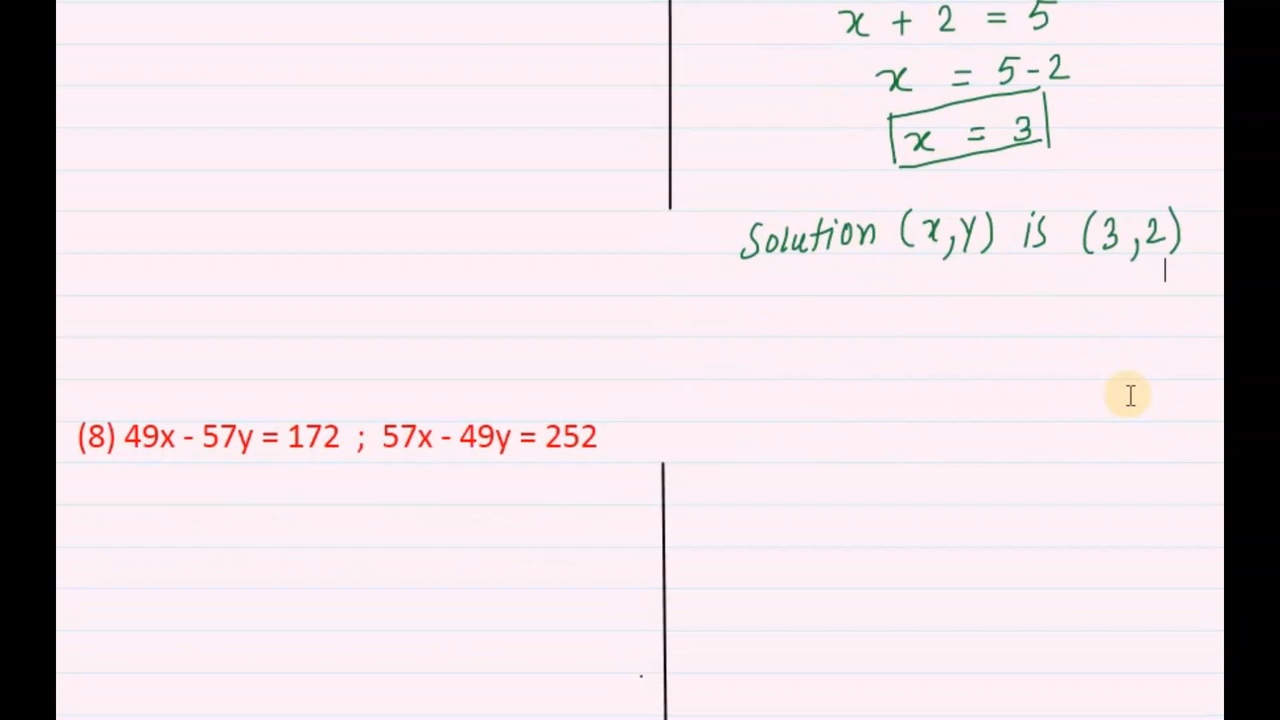 x + 2 = 5
x = 5-2
x = 3
Solution (x,y) is (3,2)
(8) 49x - 57y = 172 ; 57x - 49y = 252